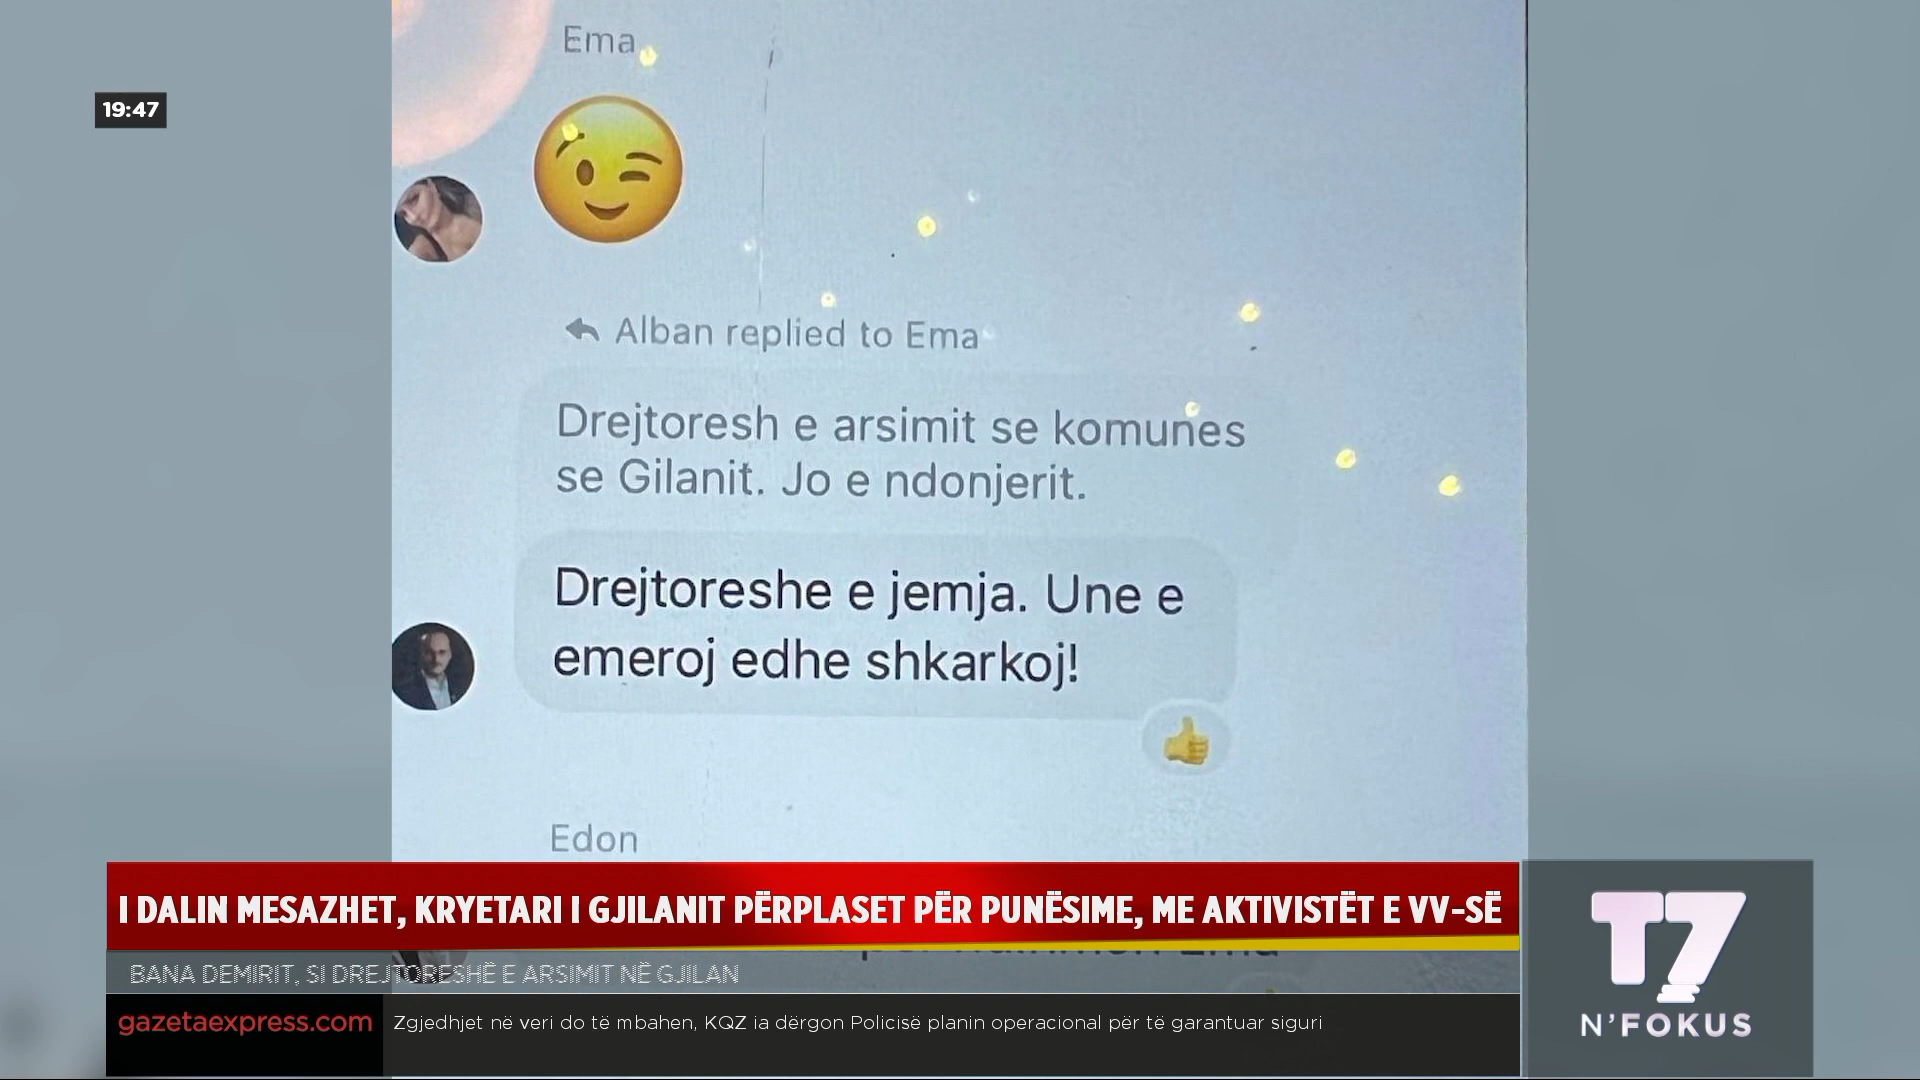 Ema
19:47
Alban replied to Ema
Drejtoresh e arsimit se komunes
se Gilanit. Jo e ndonjerit.
Drejtoreshe e jemja. Une e
emeroj edhe shkarkoj!
Edon
I DALIN MESAZHET, KRYETARI I GJILANIT PËRPLASET PËR PUNËSIME, ME AKTIVISTËT E VV-SË
BANA DEMIRIT, SI DREJTORESHË E ARSIMIT NË GJILAN
gazetaexpress.com
Zgjedhjet në veri do të mbahen, KQZ ia dërgon Policisë planin operacional për të garantuar siguri
T7
N'FOKUS